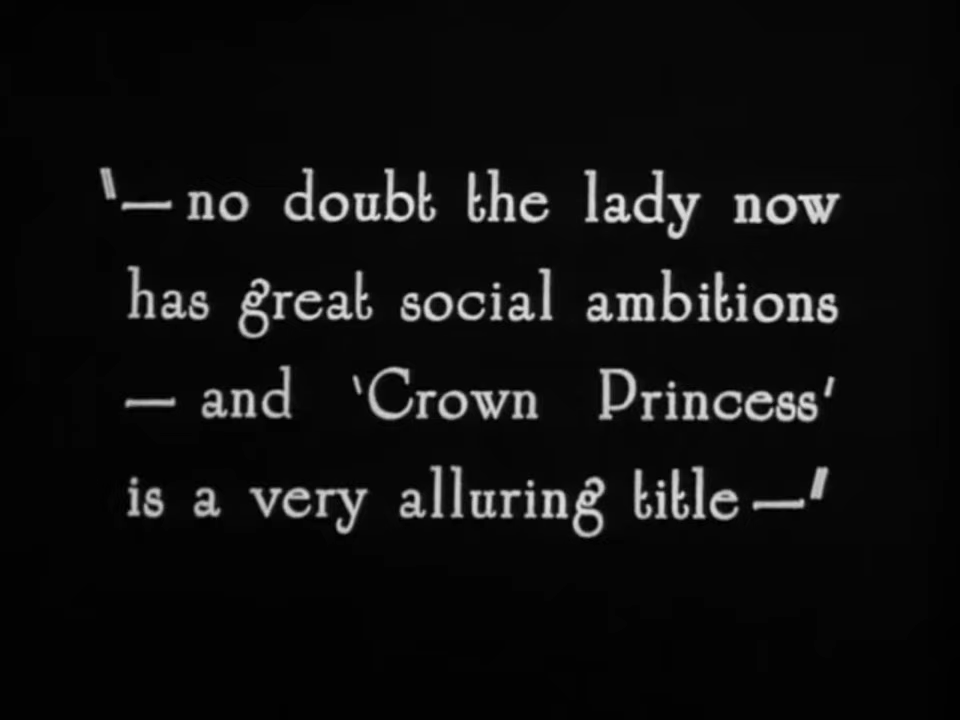 "— no doubt the lady now
has great social ambitions
— and 'Crown Princess'
is a very alluring title —"